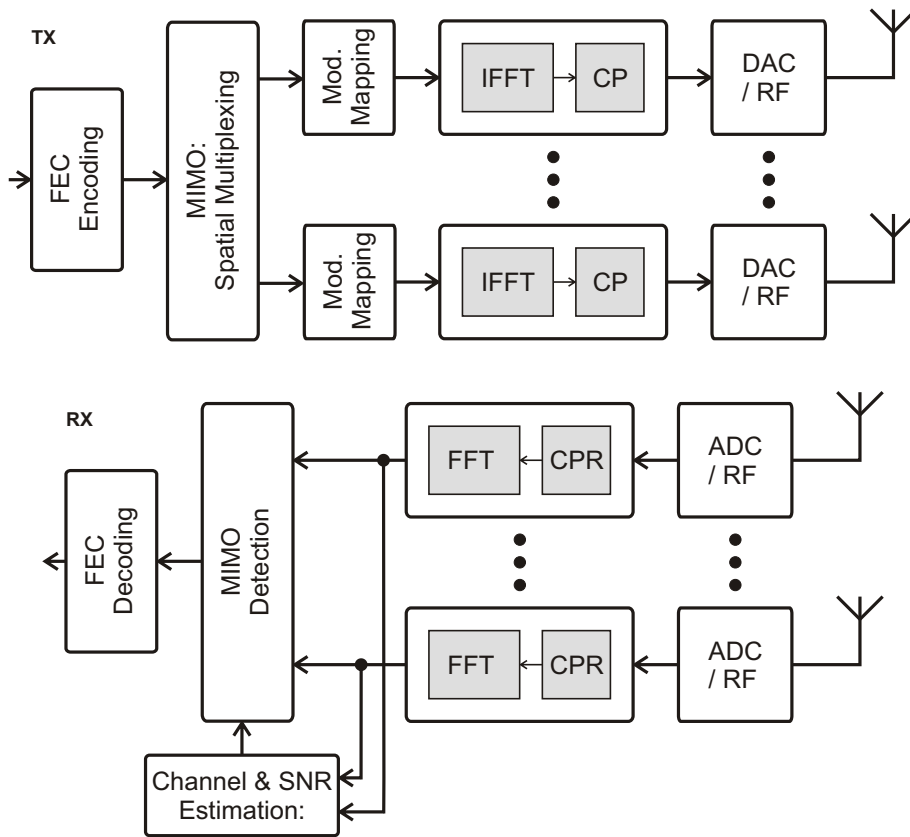 TX
FEC
Encoding
MIMO:
Spatial Multiplexing
Mod.
Mapping
IFFT
CP
DAC
/ RF
Mod.
Mapping
IFFT
CP
DAC
/ RF
RX
FEC
Decoding
MIMO
Detection
FFT
CPR
ADC
/ RF
FFT
CPR
ADC
/ RF
Channel & SNR
Estimation: